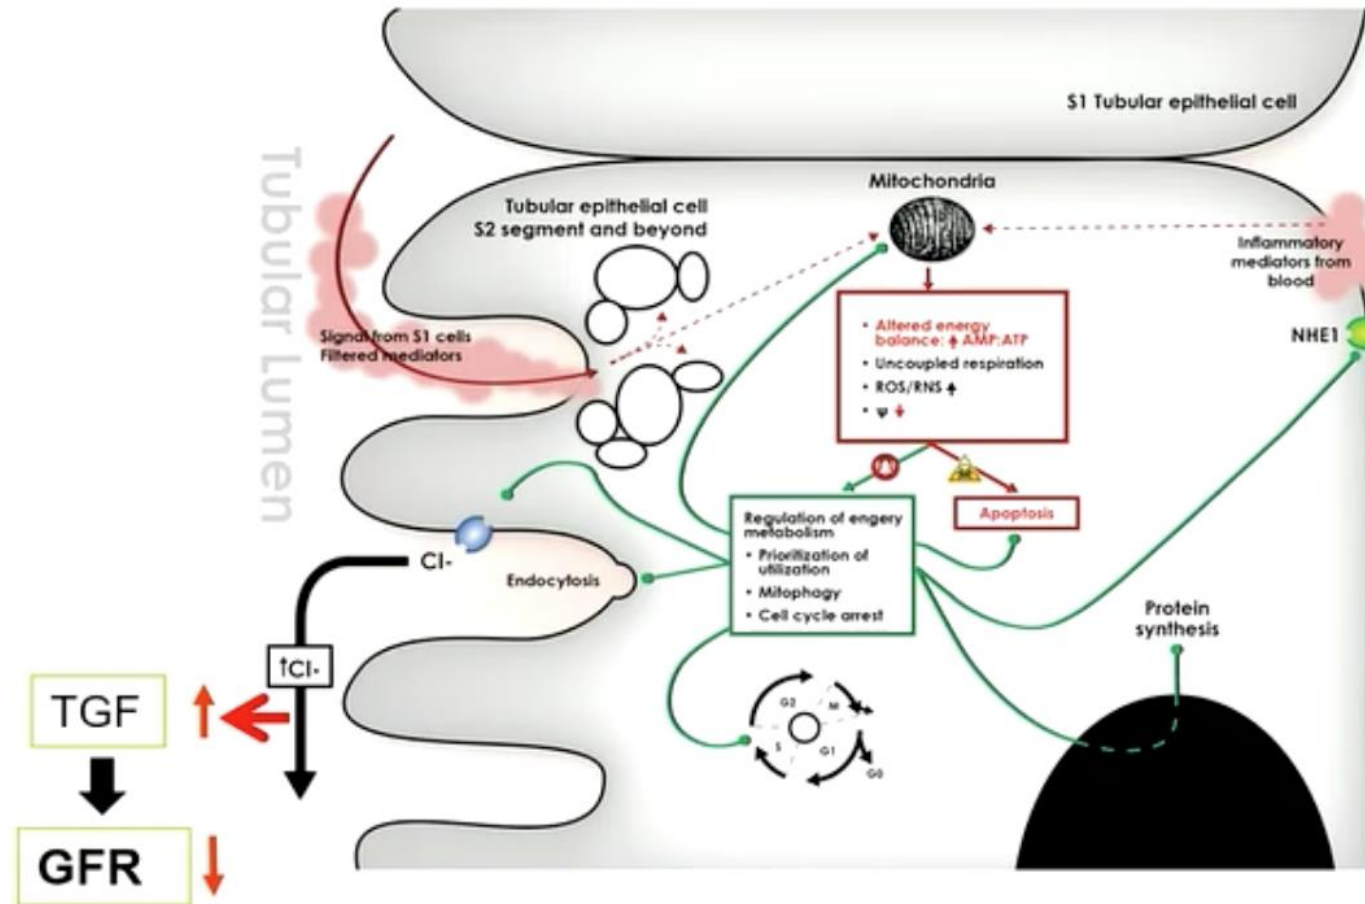 S1 Tubular epithelial cell
Tubular Lumen
Mitochondria
Tubular epithelial cell
S2 segment and beyond
Inflammatory
mediators from
blood
Signal from S1 cells
Filtered mediators
NHE1
• Altered energy
balance: ↑ AMP:ATP
• Uncoupled respiration
• ROS/RNS ↑
• Ψ ↓
Regulation of engery
metabolism
• Prioritization of
utilization
• Mitophagy
• Cell cycle arrest
Apoptosis
Cl-
Endocytosis
Protein
synthesis
↑Cl-
TGF ↑
G2
M
S
G1
G0
GFR ↓